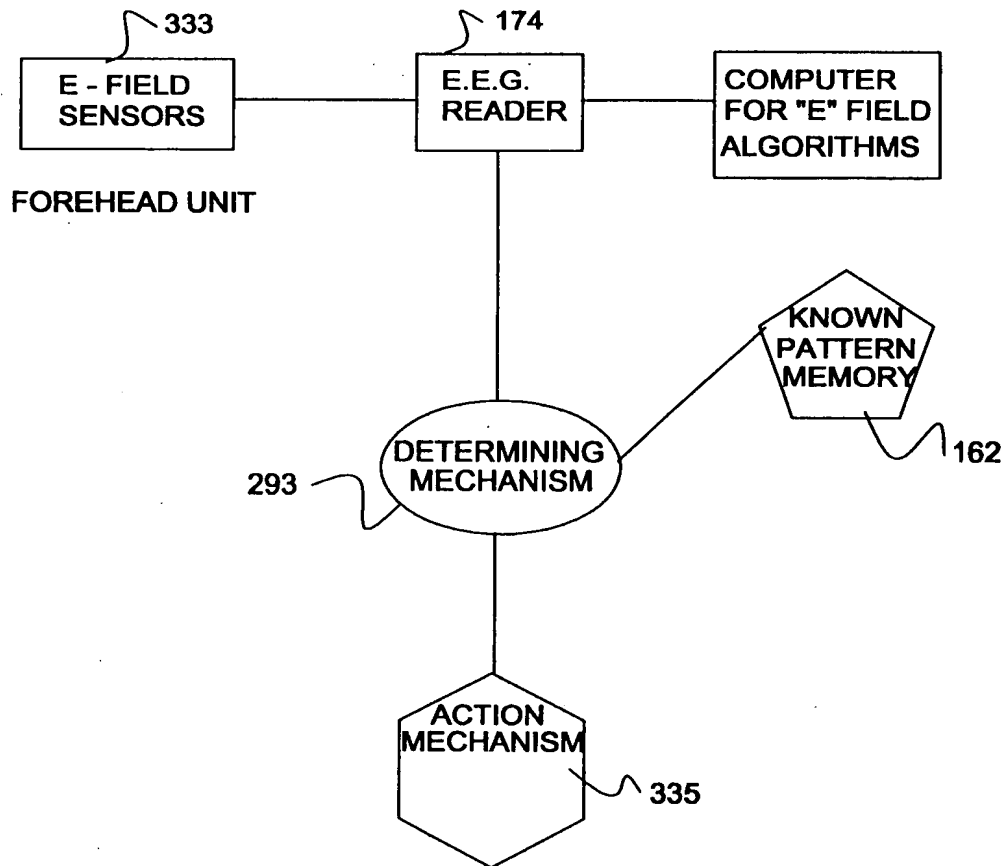 333
174
E - FIELD
SENSORS
E.E.G.
READER
COMPUTER
FOR "E" FIELD
ALGORITHMS
FOREHEAD UNIT
KNOWN
PATTERN
MEMORY
162
DETERMINING
MECHANISM
293
ACTION
MECHANISM
335